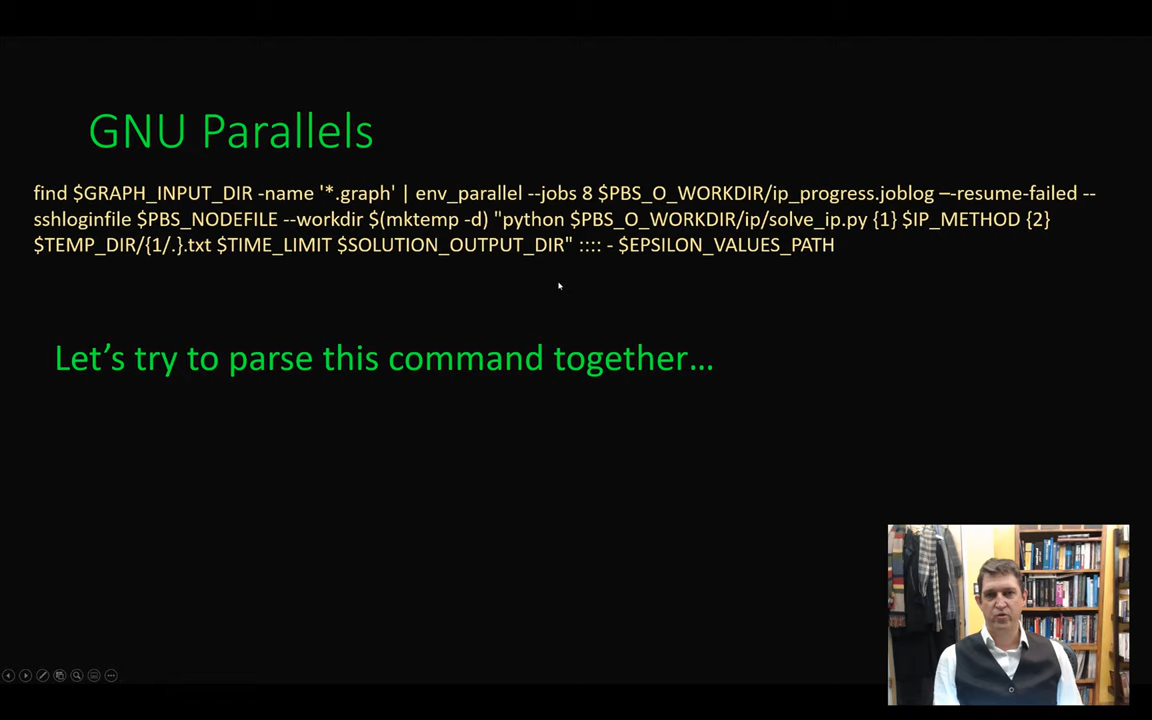 GNU Parallels
find $GRAPH_INPUT_DIR -name '*.graph' | env_parallel --jobs 8 $PBS_O_WORKDIR/ip_progress.joblog –-resume-failed --
sshloginfile $PBS_NODEFILE --workdir $(mktemp -d) "python $PBS_O_WORKDIR/ip/solve_ip.py {1} $IP_METHOD {2}
$TEMP_DIR/{1/.}.txt $TIME_LIMIT $SOLUTION_OUTPUT_DIR" :::: - $EPSILON_VALUES_PATH
Let's try to parse this command together…